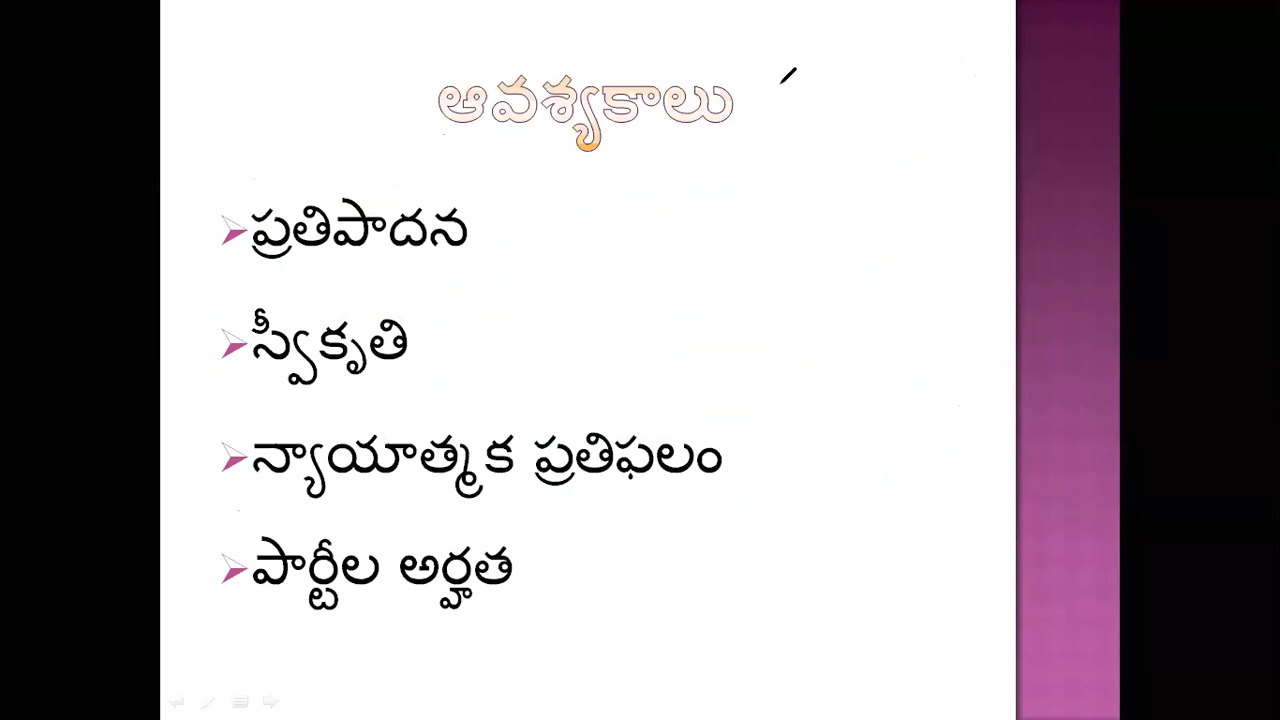 ఆవశ్యకాలు
ప్రతిపాదన
స్వీకృతి
న్యాయాత్మక ప్రతిఫలం
పార్టీల అర్హత